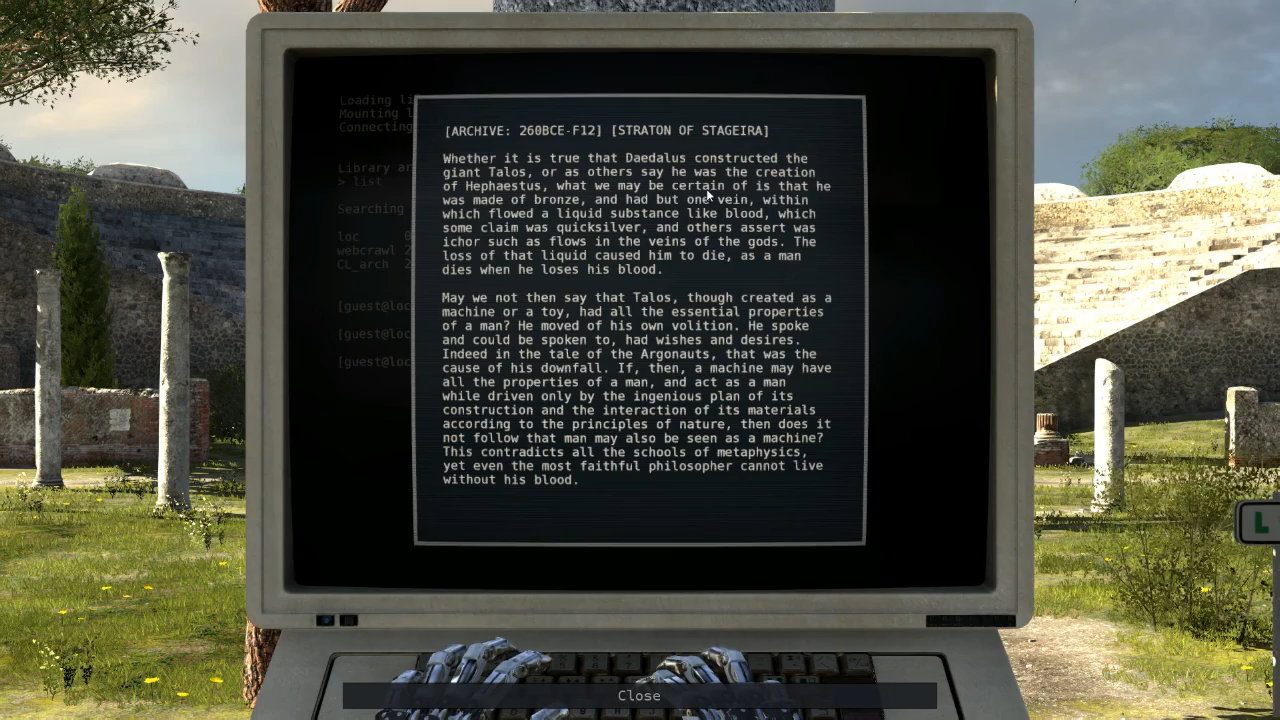 Loading li
Mounting l
Connecting
Library ar
> list
Searching
loc 0
webcrawl 2
CL_arch 2
[guest@loc
[guest@loc
[guest@loc
[ARCHIVE: 260BCE-F12] [STRATON OF STAGEIRA]
Whether it is true that Daedalus constructed the
giant Talos, or as others say he was the creation
of Hephaestus, what we may be certain of is that he
was made of bronze, and had but one vein, within
which flowed a liquid substance like blood, which
some claim was quicksilver, and others assert was
ichor such as flows in the veins of the gods. The
loss of that liquid caused him to die, as a man
dies when he loses his blood.
May we not then say that Talos, though created as a
machine or a toy, had all the essential properties
of a man? He moved of his own volition. He spoke
and could be spoken to, had wishes and desires.
Indeed in the tale of the Argonauts, that was the
cause of his downfall. If, then, a machine may have
all the properties of a man, and act as a man
while driven only by the ingenious plan of its
construction and the interaction of its materials
according to the principles of nature, then does it
not follow that man may also be seen as a machine?
This contradicts all the schools of metaphysics,
yet even the most faithful philosopher cannot live
without his blood.
L
Close